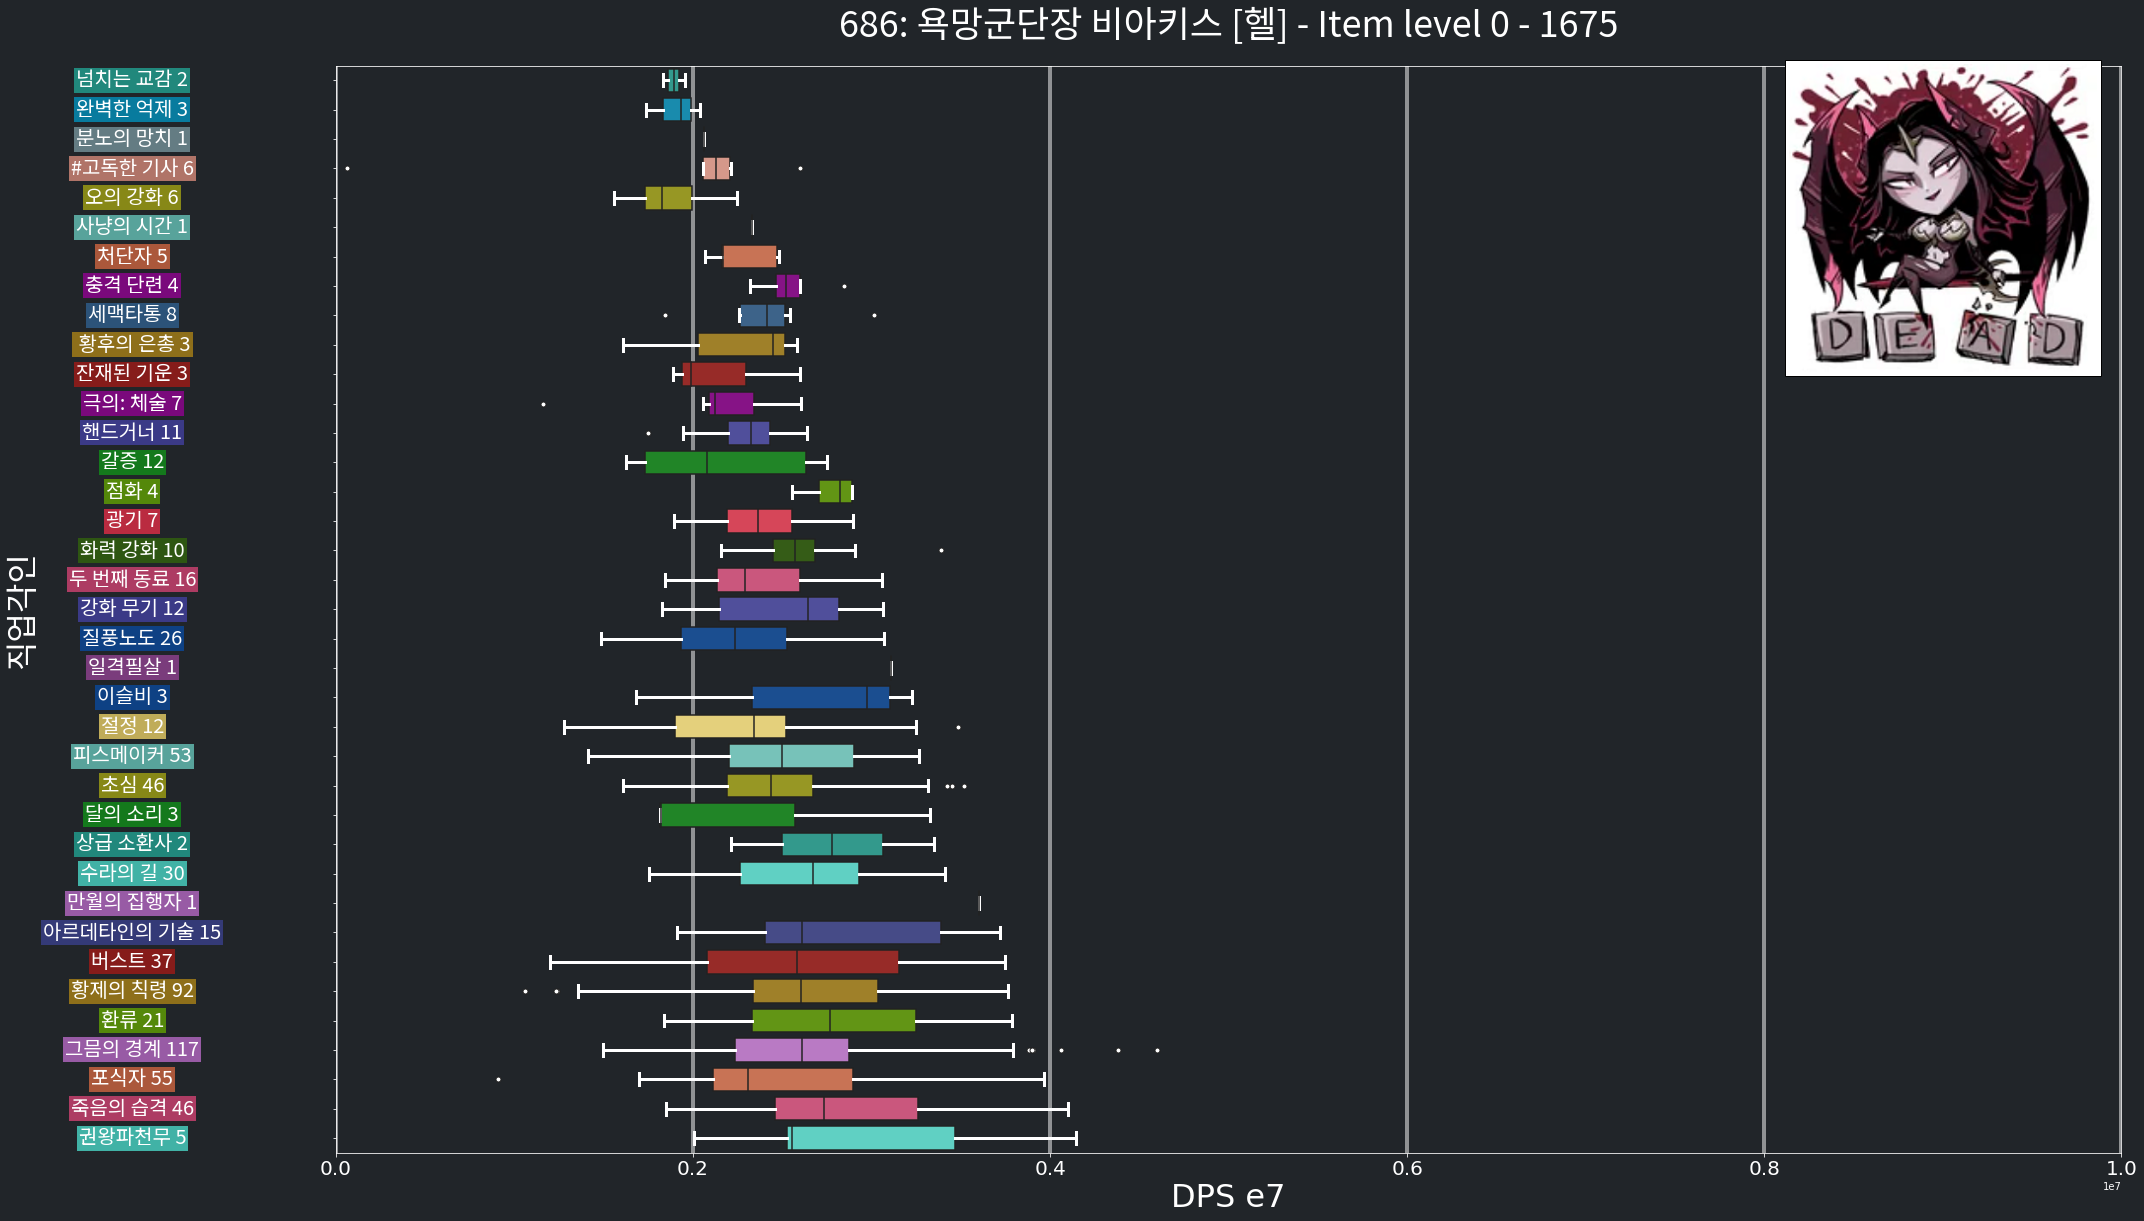 686: 욕망군단장 비아키스 [헬] - Item level 0 - 1675
넘치는 교감 2
완벽한 억제 3
분노의 망치 1
#고독한 기사 6
오의 강화 6
사냥의 시간 1
처단자 5
충격 단련 4
세맥타통 8
황후의 은총 3
잔재된 기운 3
극의: 체술 7
핸드거너 11
갈증 12
점화 4
광기 7
화력 강화 10
두 번째 동료 16
강화 무기 12
질풍노도 26
일격필살 1
이슬비 3
절정 12
피스메이커 53
초심 46
달의 소리 3
상급 소환사 2
수라의 길 30
만월의 집행자 1
아르데타인의 기술 15
버스트 37
황제의 칙령 92
환류 21
그믐의 경계 117
포식자 55
죽음의 습격 46
권왕파천무 5
직업각인
0.0 0.2 0.4 0.6 0.8 1.0
1e7
DPS e7
D E A D